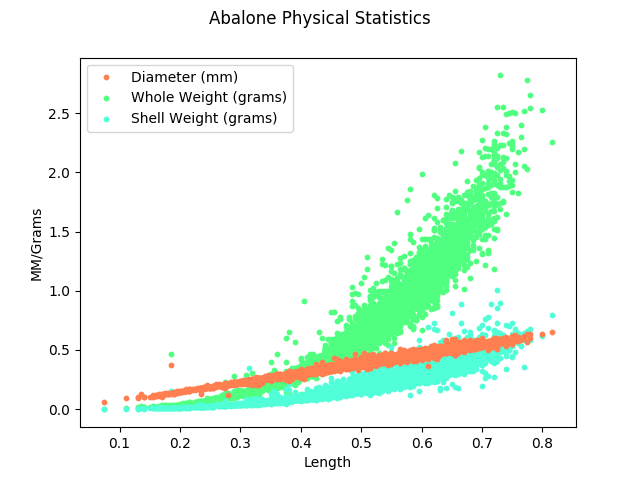 Abalone Physical Statistics
Diameter (mm)
Whole Weight (grams)
Shell Weight (grams)
MM/Grams
2.5
2.0
1.5
1.0
0.5
0.0
0.1 0.2 0.3 0.4 0.5 0.6 0.7 0.8
Length